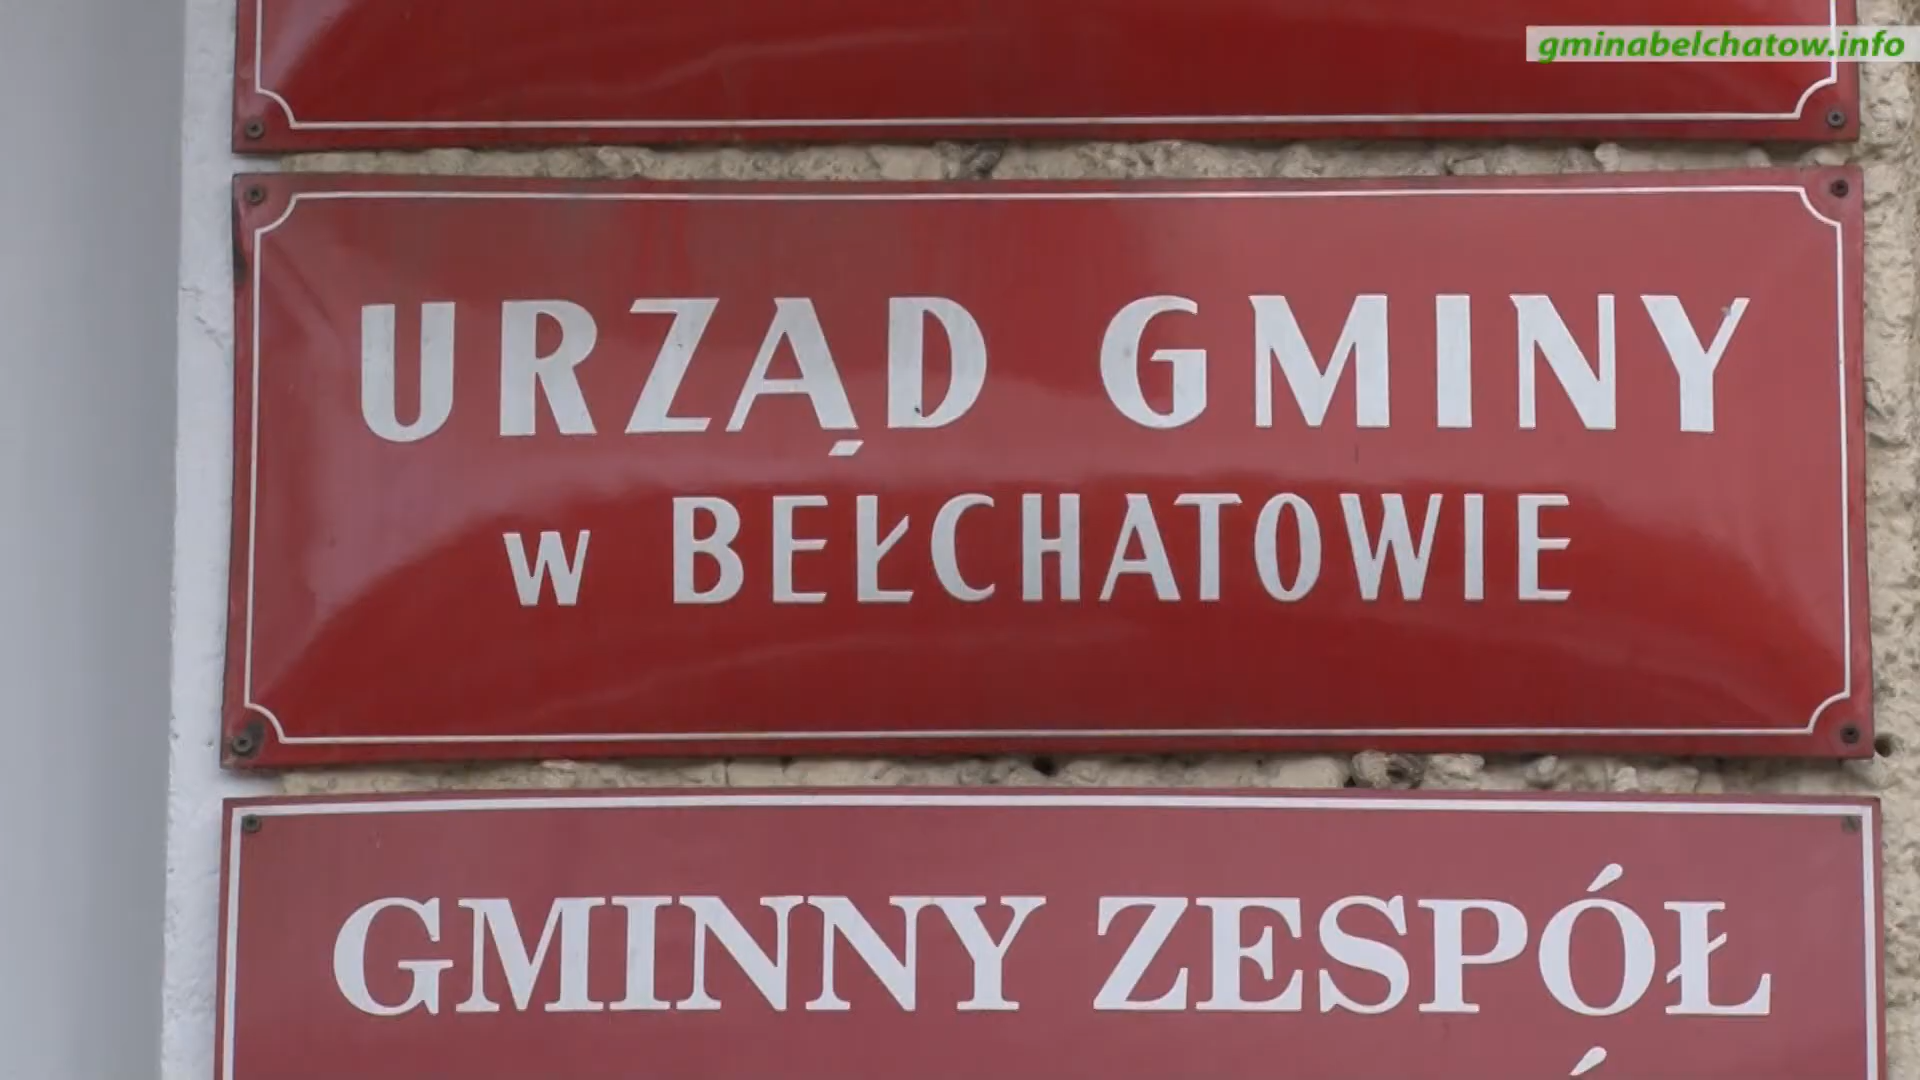 gminabelchatow.info
URZĄD GMINY
w BEŁCHATOWIE
GMINNY ZESPÓŁ